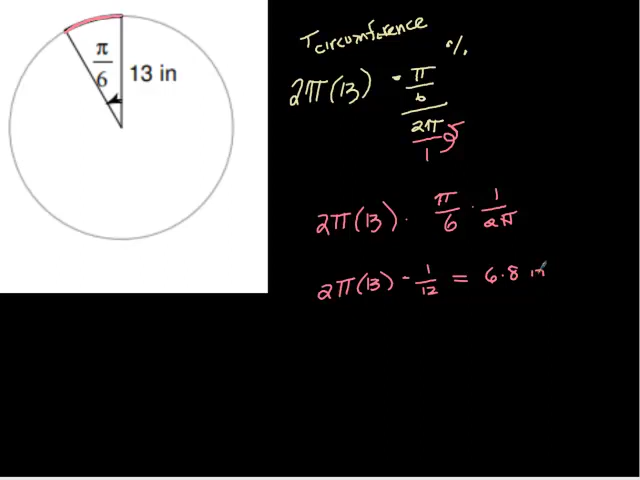 π/6
13 in
Tcircumference
%
2π(13) · π/6 / 2π/1
2π(13) · π/6 · 1/2π
2π(13) - 1/12 = 6.8 in